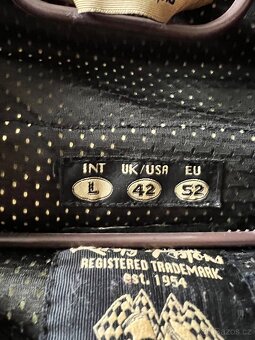 INT UK/USA EU
L 42 52
REGISTERED TRADEMARK
est. 1954